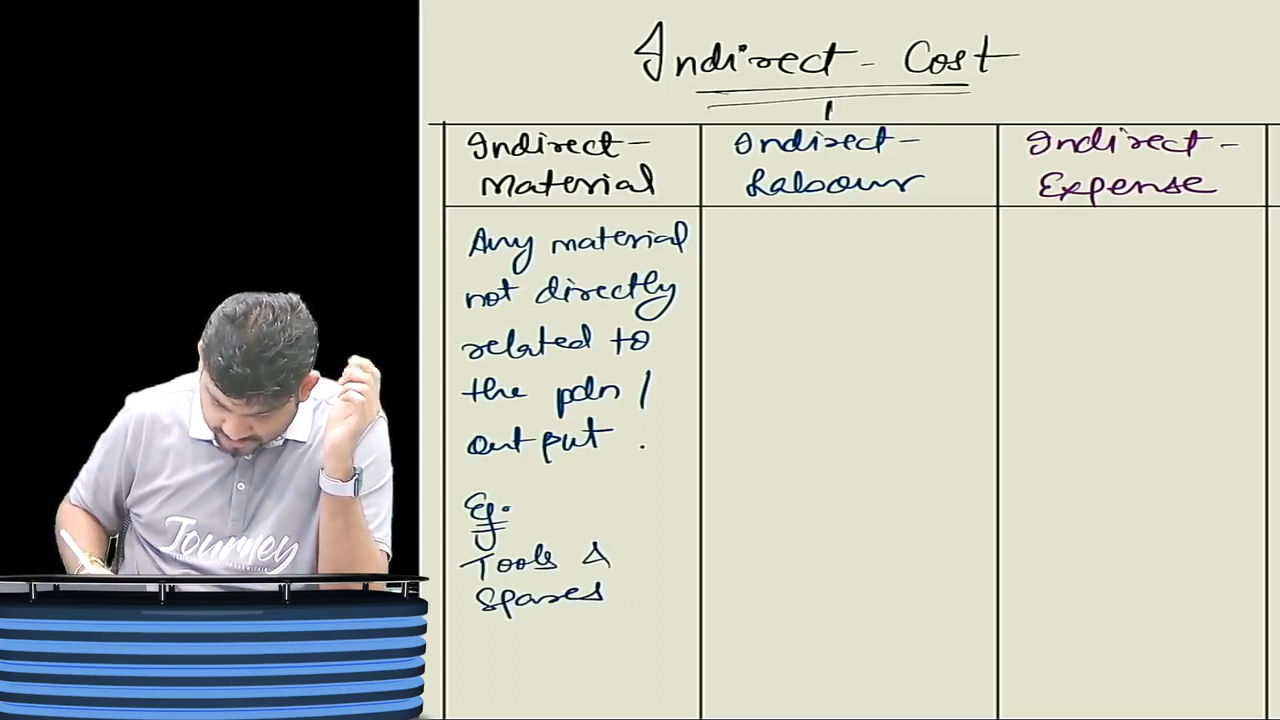 Indirect - Cost
Indirect -
Material
Indirect -
Labour
Indirect -
Expense
Any material
not directly
related to
the pdn /
output .
Eg.
Tools &
Spares
Journey